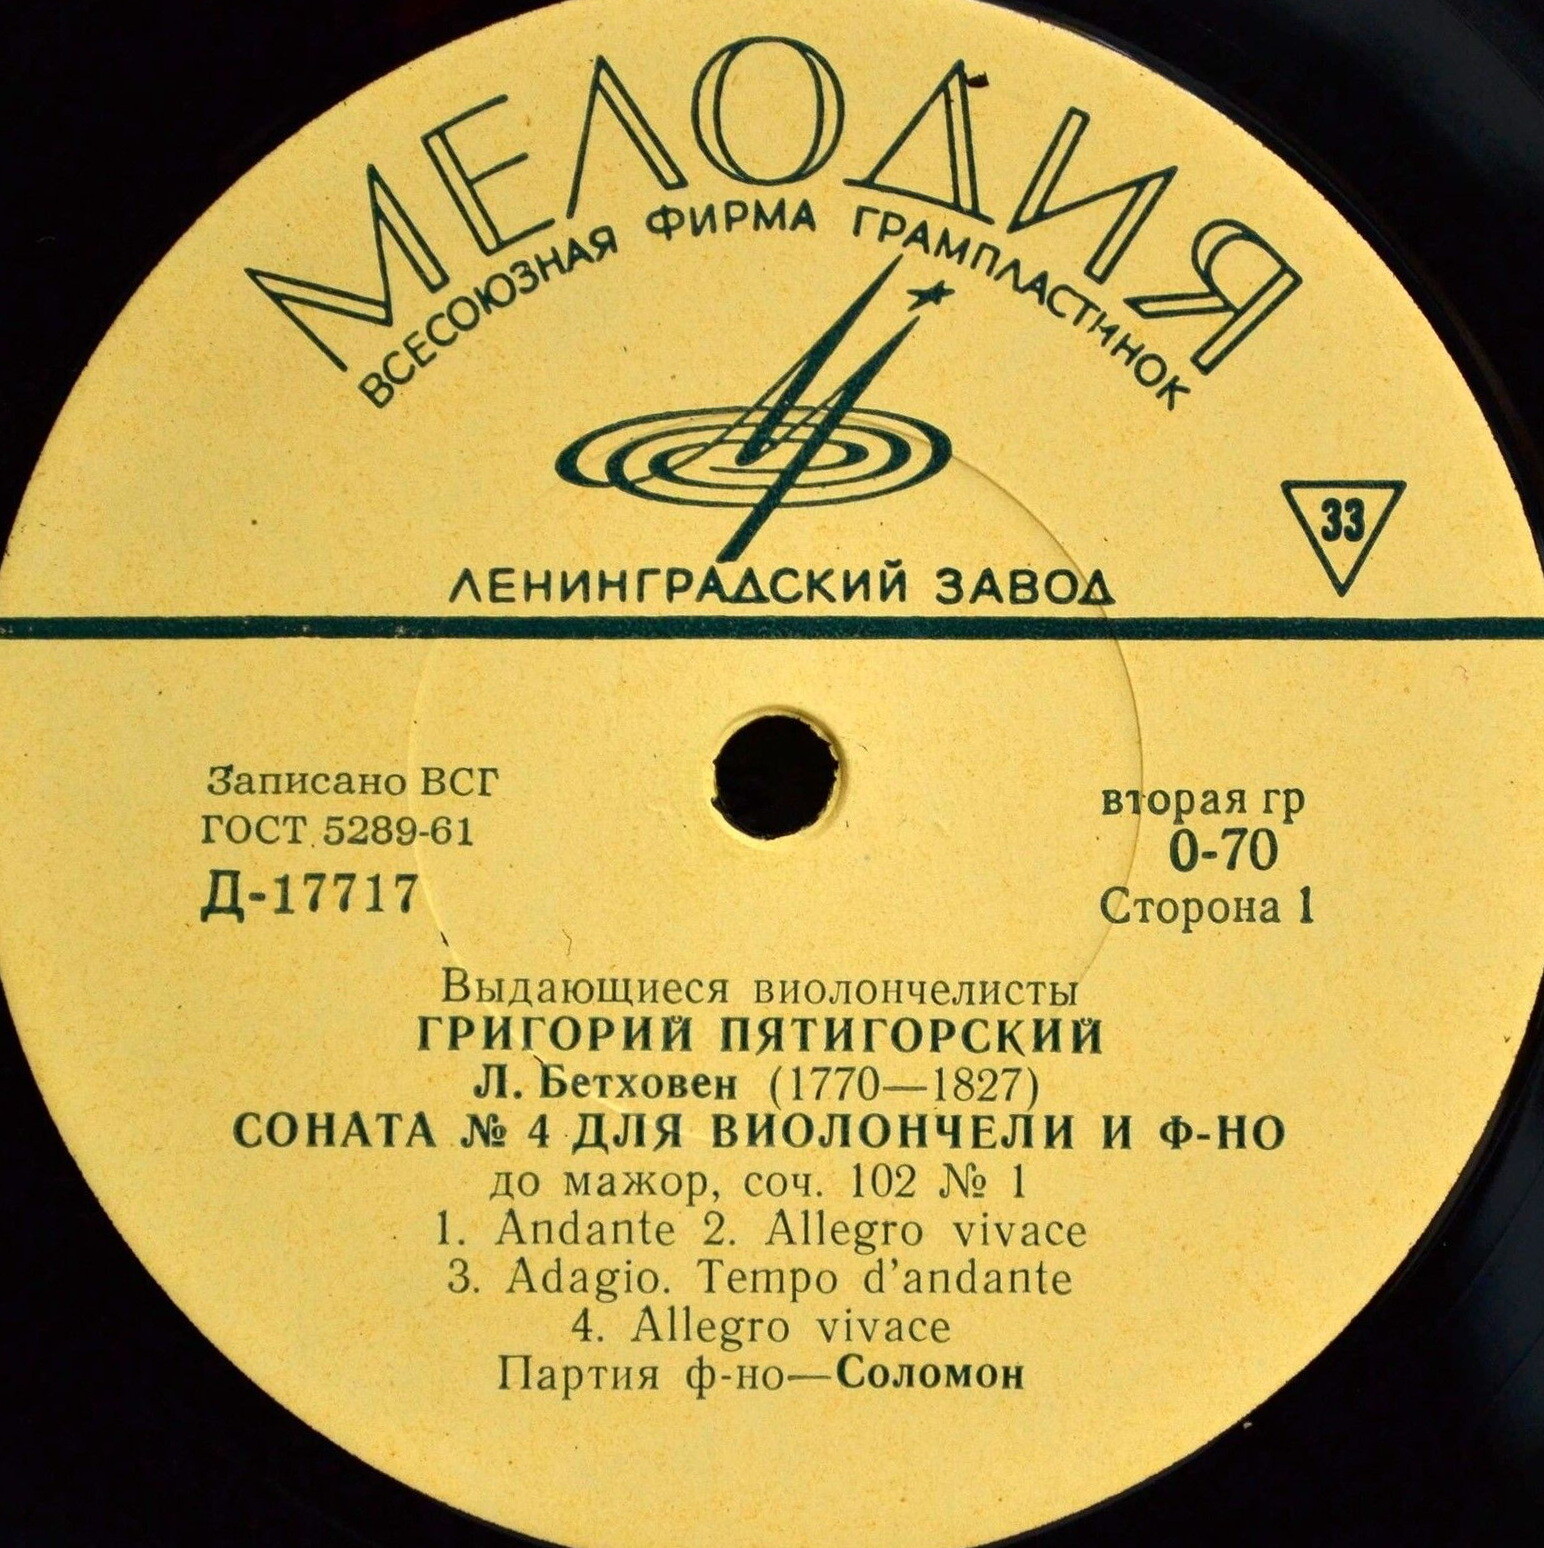 МЕЛОДИЯ
ВСЕСОЮЗНАЯ ФИРМА ГРАМПЛАСТИНОК
33
ЛЕНИНГРАДСКИЙ ЗАВОД
Записано ВСГ
ГОСТ 5289-61
Д-17717
вторая гр
0-70
Сторона 1
Выдающиеся виолончелисты
ГРИГОРИЙ ПЯТИГОРСКИЙ
Л. Бетховен (1770—1827)
СОНАТА № 4 ДЛЯ ВИОЛОНЧЕЛИ И Ф-НО
до мажор, соч. 102 № 1
1. Andante 2. Allegro vivace
3. Adagio. Tempo d'andante
4. Allegro vivace
Партия ф-но—Соломон